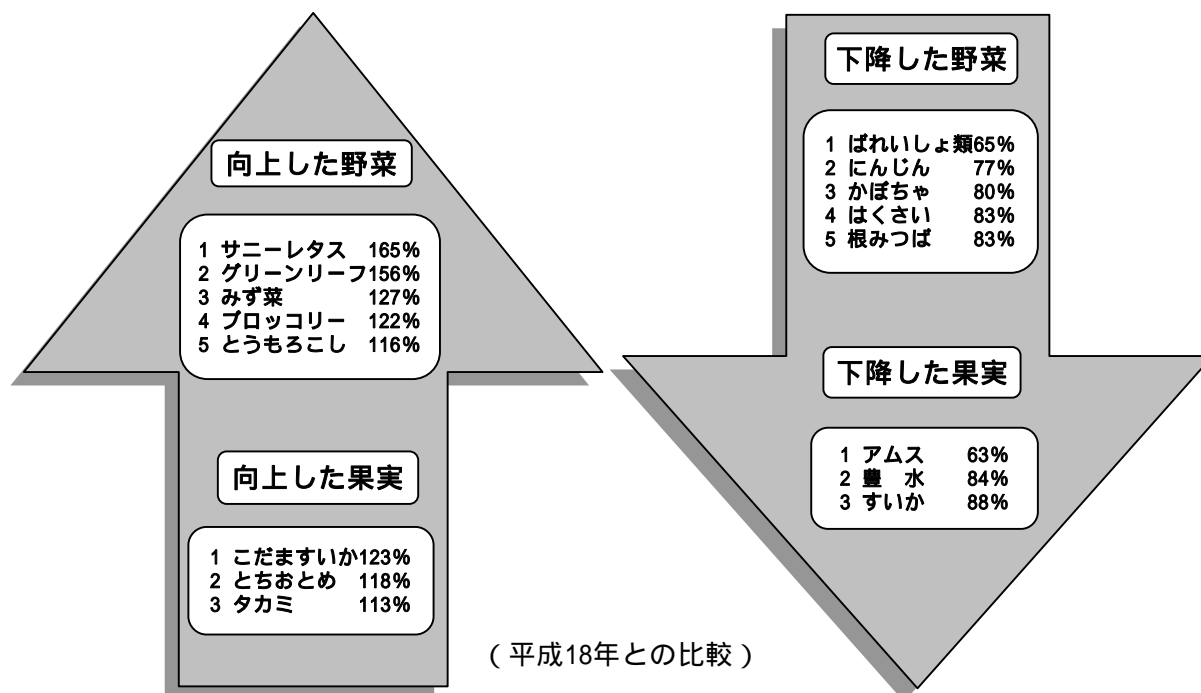 向上した野菜
1 サニーレタス 165%
2 グリーンリーフ156%
3 みず菜 127%
4 ブロッコリー 122%
5 とうもろこし 116%
向上した果実
1 こだますいか123%
2 とちおとめ 118%
3 タカミ 113%
下降した野菜
1 ばれいしょ類65%
2 にんじん 77%
3 かぼちゃ 80%
4 はくさい 83%
5 根みつば 83%
下降した果実
1 アムス 63%
2 豊 水 84%
3 すいか 88%
(平成18年との比較)